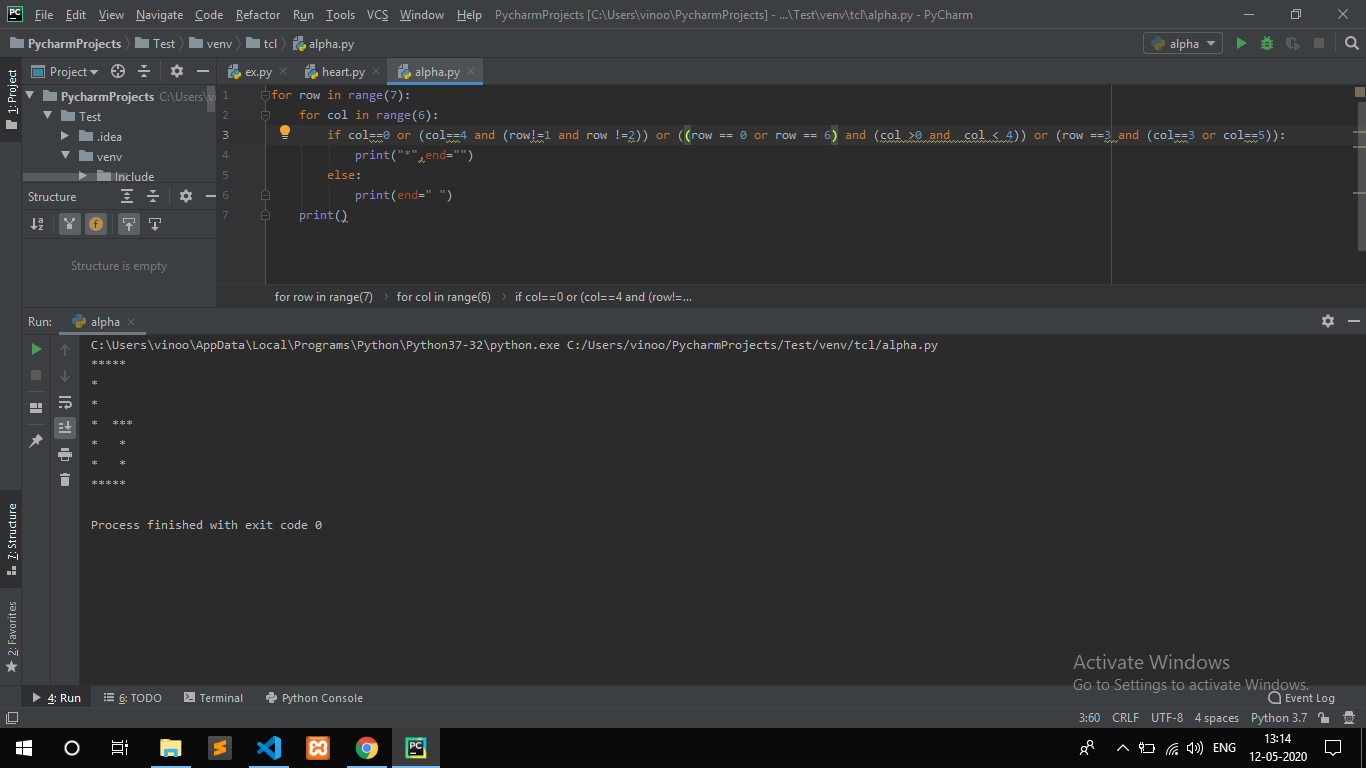 PC File Edit View Navigate Code Refactor Run Tools VCS Window Help PycharmProjects [C:\Users\vinoo\PycharmProjects] - ...\Test\venv\tcl\alpha.py - PyCharm
PycharmProjects Test venv tcl alpha.py alpha
1: Project
Project
PycharmProjects C:\Users\vi
Test
.idea
venv
Include
Structure
Structure is empty
ex.py heart.py alpha.py
1 for row in range(7):
2     for col in range(6):
3         if col==0 or (col==4 and (row!=1 and row !=2)) or ((row == 0 or row == 6) and (col >0 and  col < 4)) or (row ==3 and (col==3 or col==5)):
4             print("*",end="")
5         else:
6             print(end=" ")
7     print()
for row in range(7) › for col in range(6) › if col==0 or (col==4 and (row!=...
Run: alpha
C:\Users\vinoo\AppData\Local\Programs\Python\Python37-32\python.exe C:/Users/vinoo/PycharmProjects/Test/venv/tcl/alpha.py
*****
*
*
*  ***
*   *
*   *
*****
Process finished with exit code 0
7: Structure
2: Favorites
Activate Windows
Go to Settings to activate Windows.
4: Run 6: TODO Terminal Python Console Event Log
3:60 CRLF UTF-8 4 spaces Python 3.7
PC ENG 13:14
12-05-2020